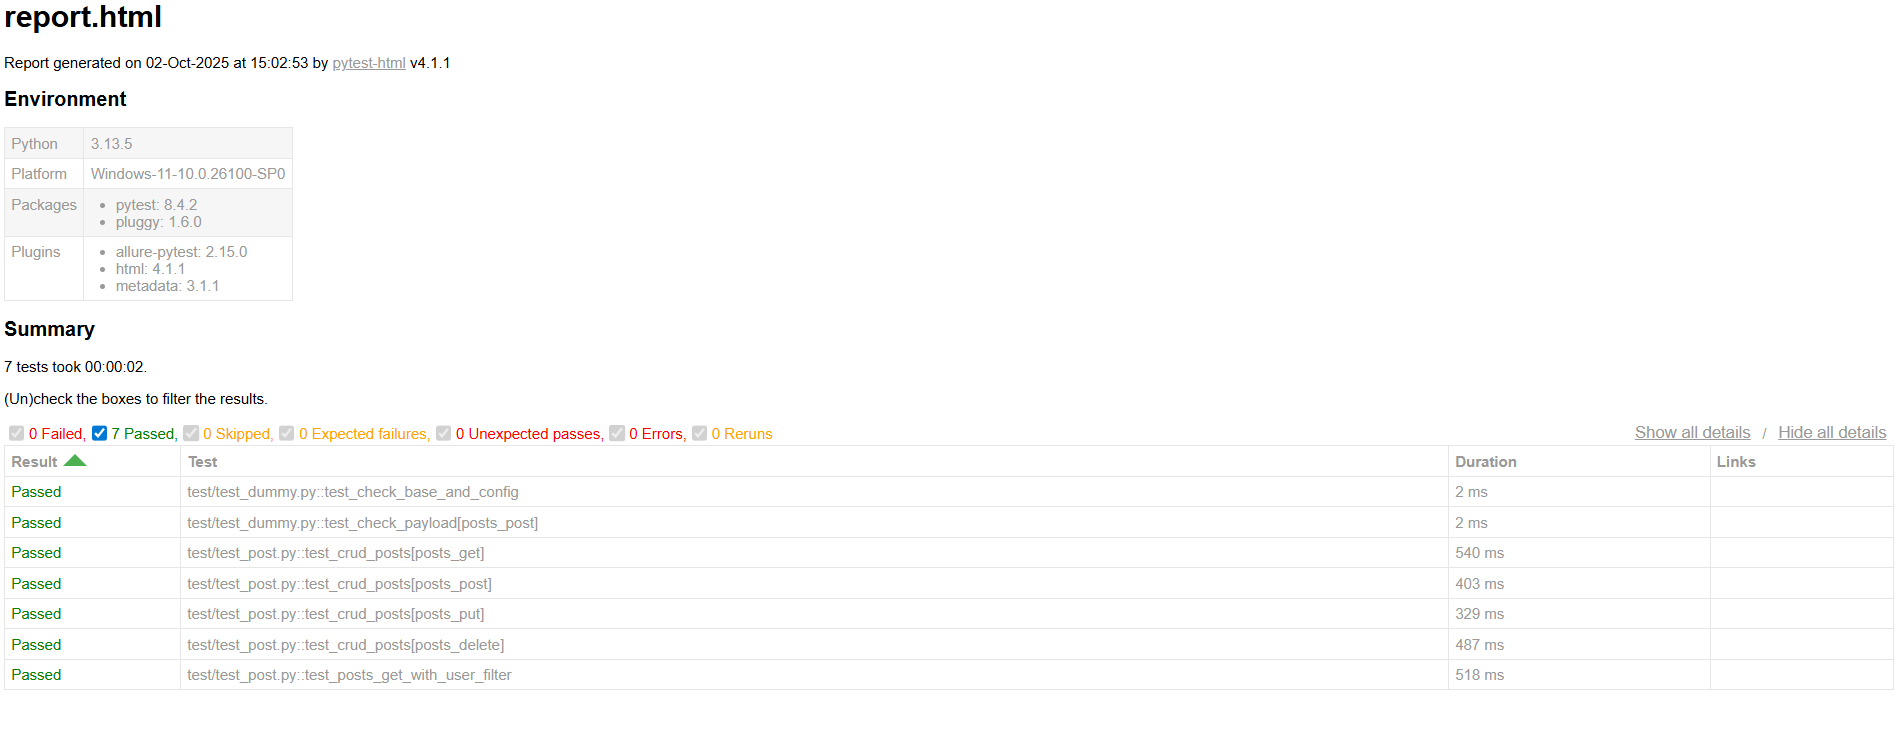 report.html
Report generated on 02-Oct-2025 at 15:02:53 by pytest-html v4.1.1
Environment
Python 3.13.5
Platform Windows-11-10.0.26100-SP0
Packages
• pytest: 8.4.2
• pluggy: 1.6.0
Plugins
• allure-pytest: 2.15.0
• html: 4.1.1
• metadata: 3.1.1
Summary
7 tests took 00:00:02.
(Un)check the boxes to filter the results.
0 Failed, 7 Passed, 0 Skipped, 0 Expected failures, 0 Unexpected passes, 0 Errors, 0 Reruns Show all details / Hide all details
Result Test Duration Links
Passed test/test_dummy.py::test_check_base_and_config 2 ms
Passed test/test_dummy.py::test_check_payload[posts_post] 2 ms
Passed test/test_post.py::test_crud_posts[posts_get] 540 ms
Passed test/test_post.py::test_crud_posts[posts_post] 403 ms
Passed test/test_post.py::test_crud_posts[posts_put] 329 ms
Passed test/test_post.py::test_crud_posts[posts_delete] 487 ms
Passed test/test_post.py::test_posts_get_with_user_filter 518 ms